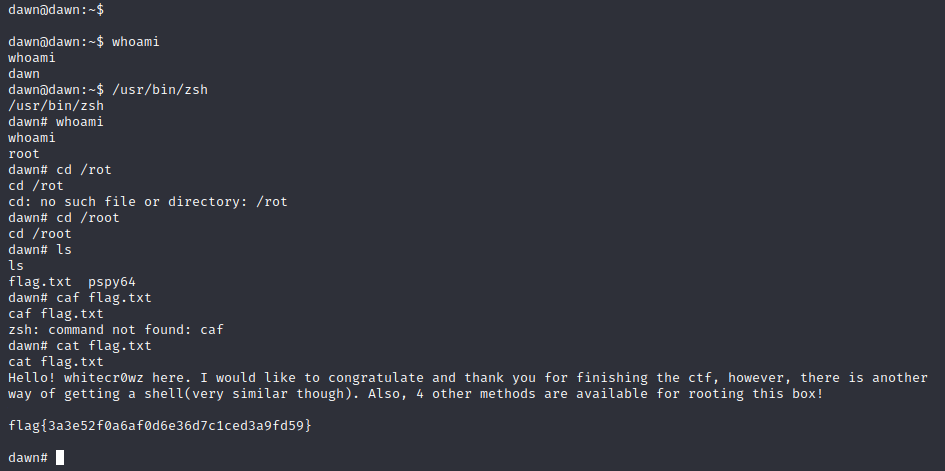 dawn@dawn:~$
dawn@dawn:~$ whoami
whoami
dawn
dawn@dawn:~$ /usr/bin/zsh
/usr/bin/zsh
dawn# whoami
whoami
root
dawn# cd /rot
cd /rot
cd: no such file or directory: /rot
dawn# cd /root
cd /root
dawn# ls
ls
flag.txt  pspy64
dawn# caf flag.txt
caf flag.txt
zsh: command not found: caf
dawn# cat flag.txt
cat flag.txt
Hello! whitecr0wz here. I would like to congratulate and thank you for finishing the ctf, however, there is another
way of getting a shell(very similar though). Also, 4 other methods are available for rooting this box!
flag{3a3e52f0a6af0d6e36d7c1ced3a9fd59}
dawn#